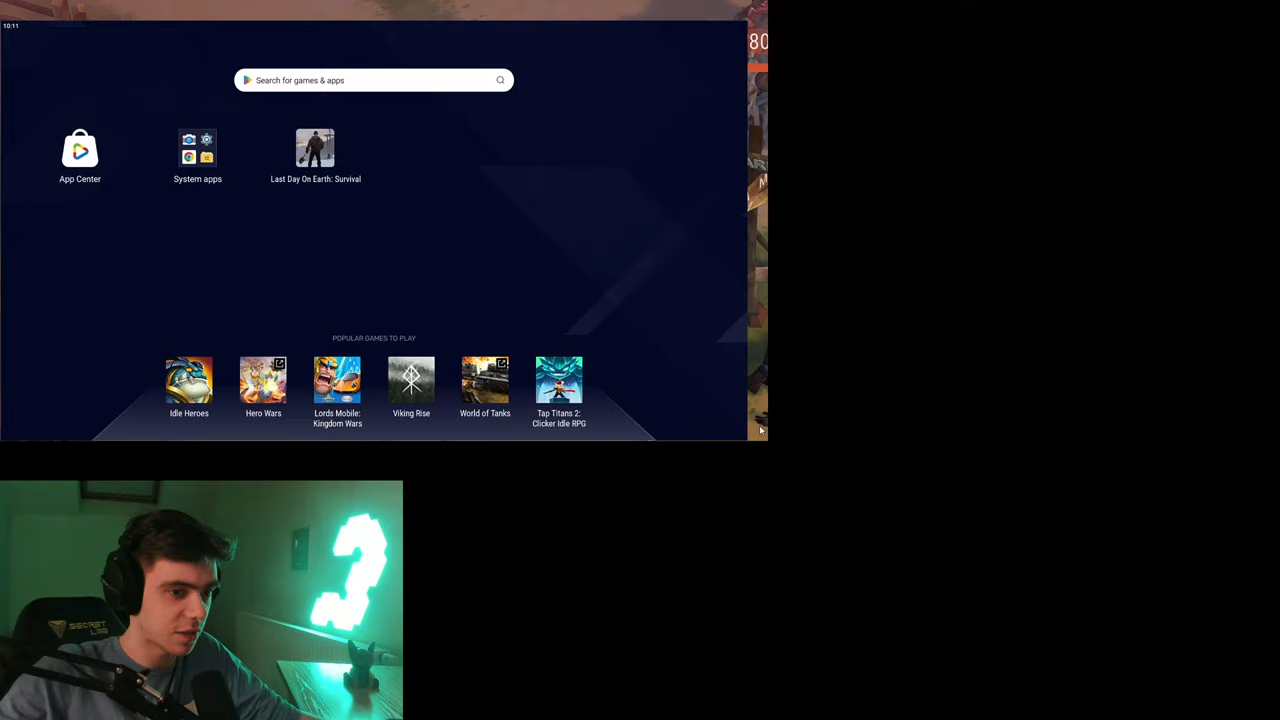 10:11
80
Search for games & apps
App Center
System apps
Last Day On Earth: Survival
POPULAR GAMES TO PLAY
Idle Heroes
Hero Wars
Lords Mobile:
Kingdom Wars
Viking Rise
World of Tanks
Tap Titans 2:
Clicker Idle RPG
SECRET
LAB